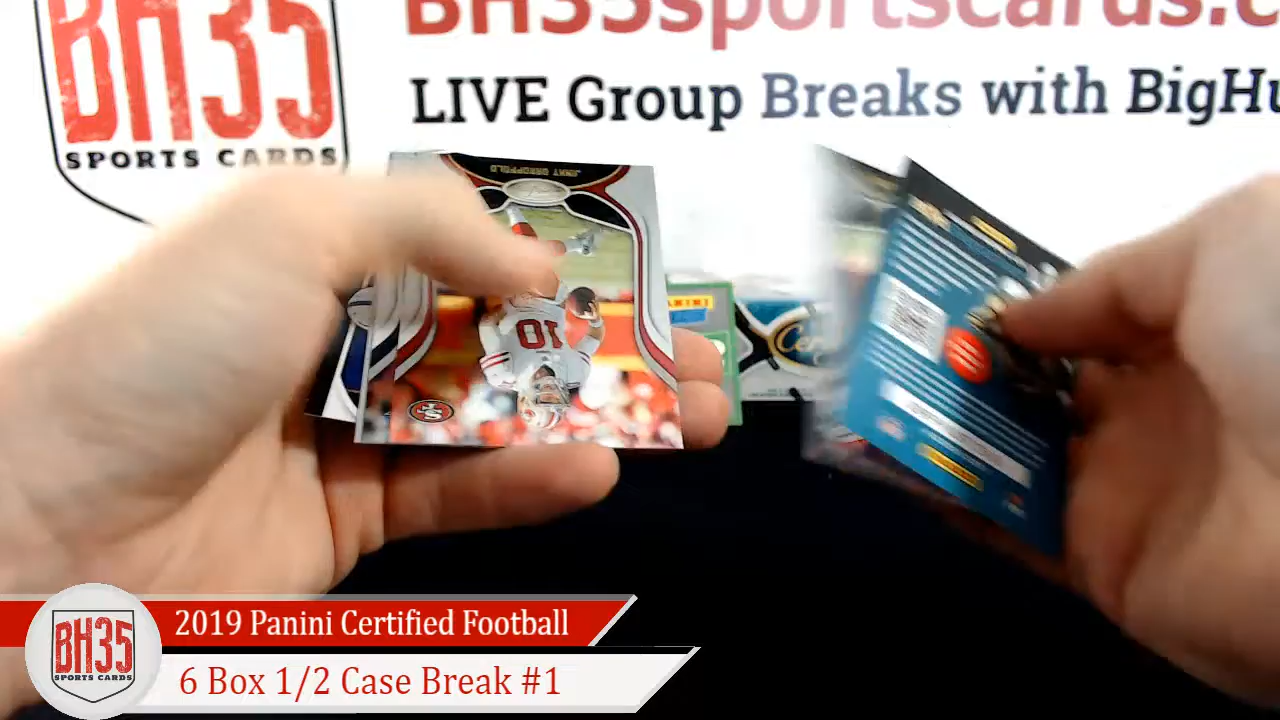 BH35
SPORTS CARDS
BH35sportscards.c
LIVE Group Breaks with BigHu
JIMMY GAROPPOLO
10
PANINI
2019 Panini Certified Football
6 Box 1/2 Case Break #1
BH35
SPORTS CARDS